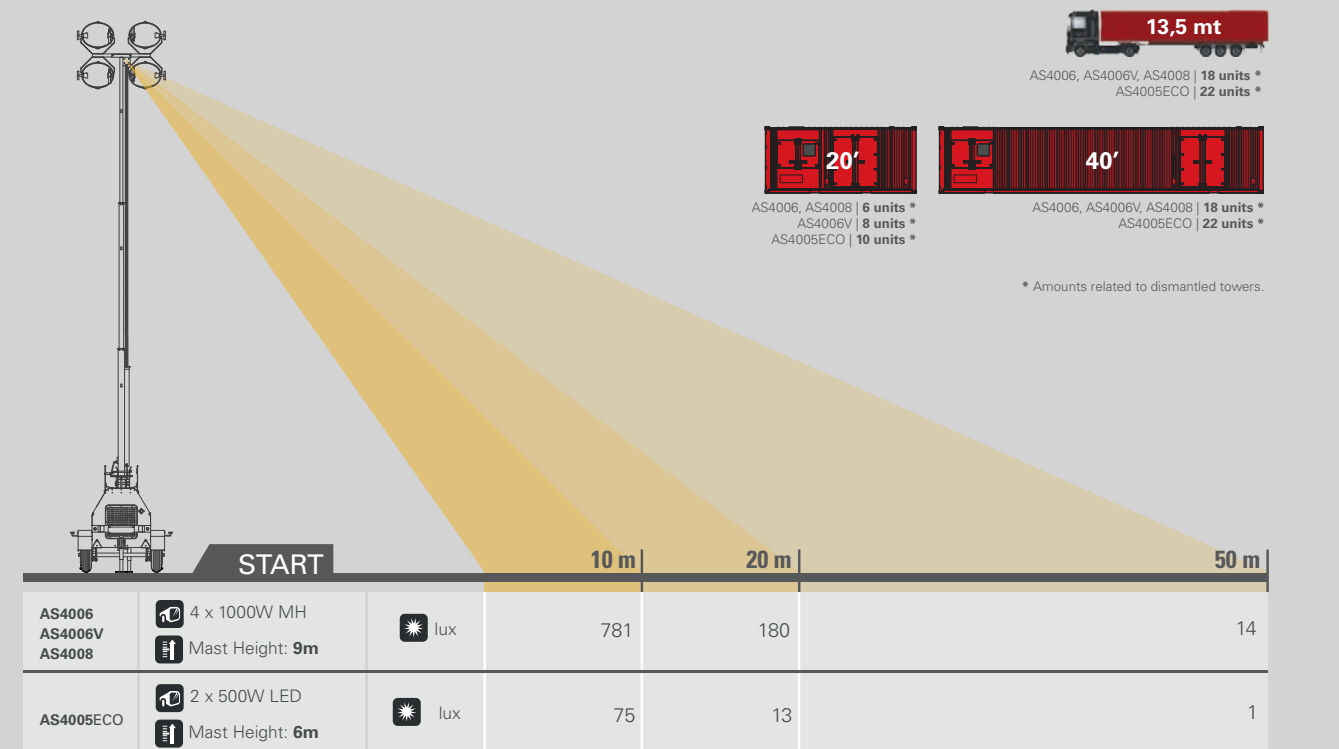 13,5 mt
AS4006, AS4006V, AS4008 | 18 units *
AS4005ECO | 22 units *
20′
40′
AS4006, AS4008 | 6 units *
AS4006V | 8 units *
AS4005ECO | 10 units *
AS4006, AS4006V, AS4008 | 18 units *
AS4005ECO | 22 units *
* Amounts related to dismantled towers.
START
10 m
20 m
50 m
AS4006
AS4006V
AS4008
4 x 1000W MH
Mast Height: 9m
lux
781
180
14
AS4005ECO
2 x 500W LED
Mast Height: 6m
lux
75
13
1